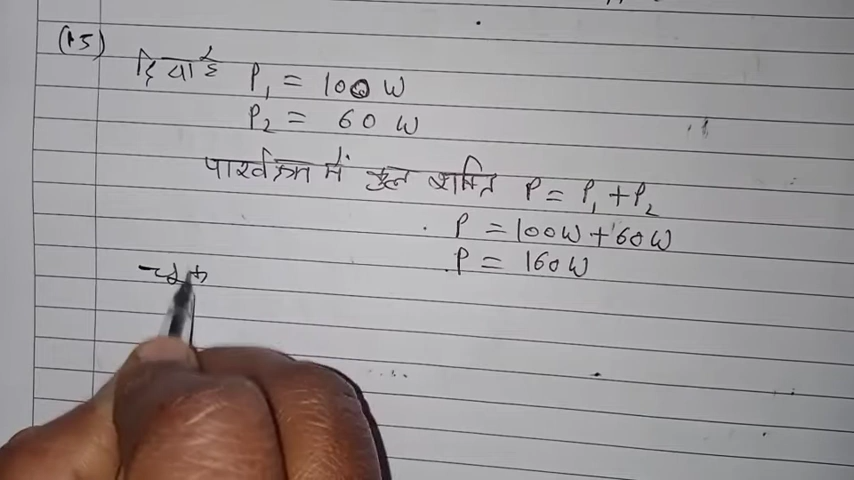 (15) दिया है P₁ = 100 W
P₂ = 60 W
पार्श्वक्रम में कुल शक्ति P = P₁ + P₂
P = 100W + 60W
P = 160W
चूँकि